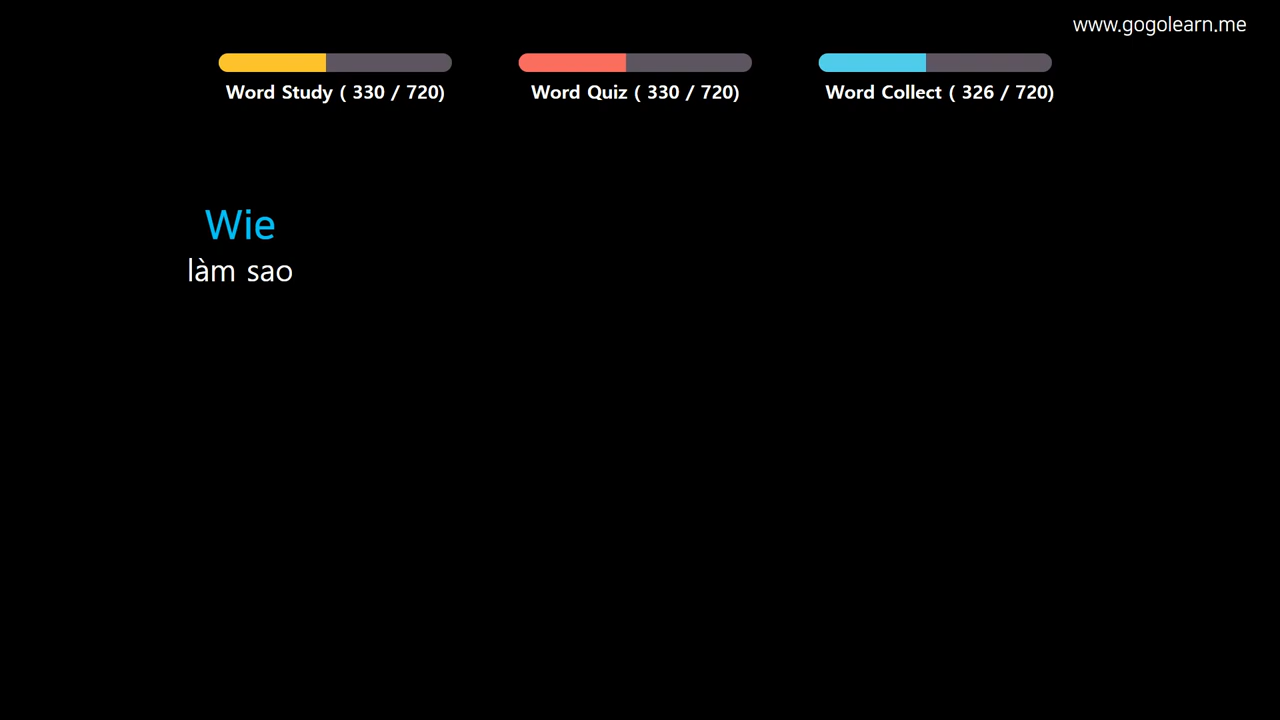 www.gogolearn.me
Word Study ( 330 / 720)
Word Quiz ( 330 / 720)
Word Collect ( 326 / 720)
Wie
làm sao